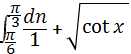 ∫_{π/6}^{π/3} dn/1 + √cot x